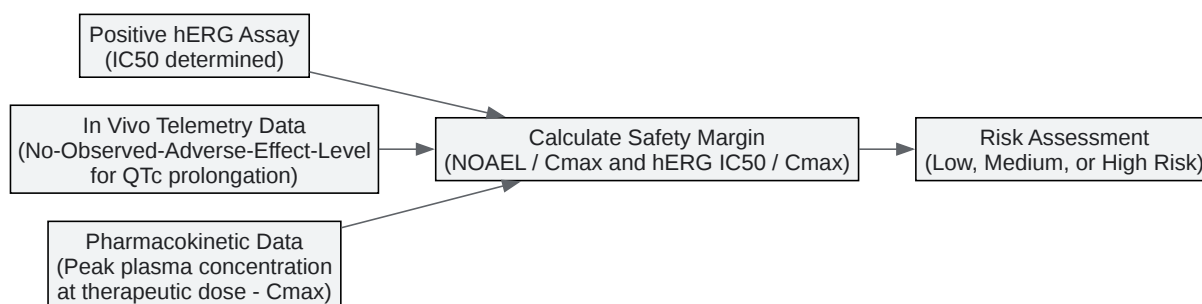 Positive hERG Assay
(IC50 determined)
In Vivo Telemetry Data
(No-Observed-Adverse-Effect-Level
for QTc prolongation)
Pharmacokinetic Data
(Peak plasma concentration
at therapeutic dose - Cmax)
Calculate Safety Margin
(NOAEL / Cmax and hERG IC50 / Cmax)
Risk Assessment
(Low, Medium, or High Risk)